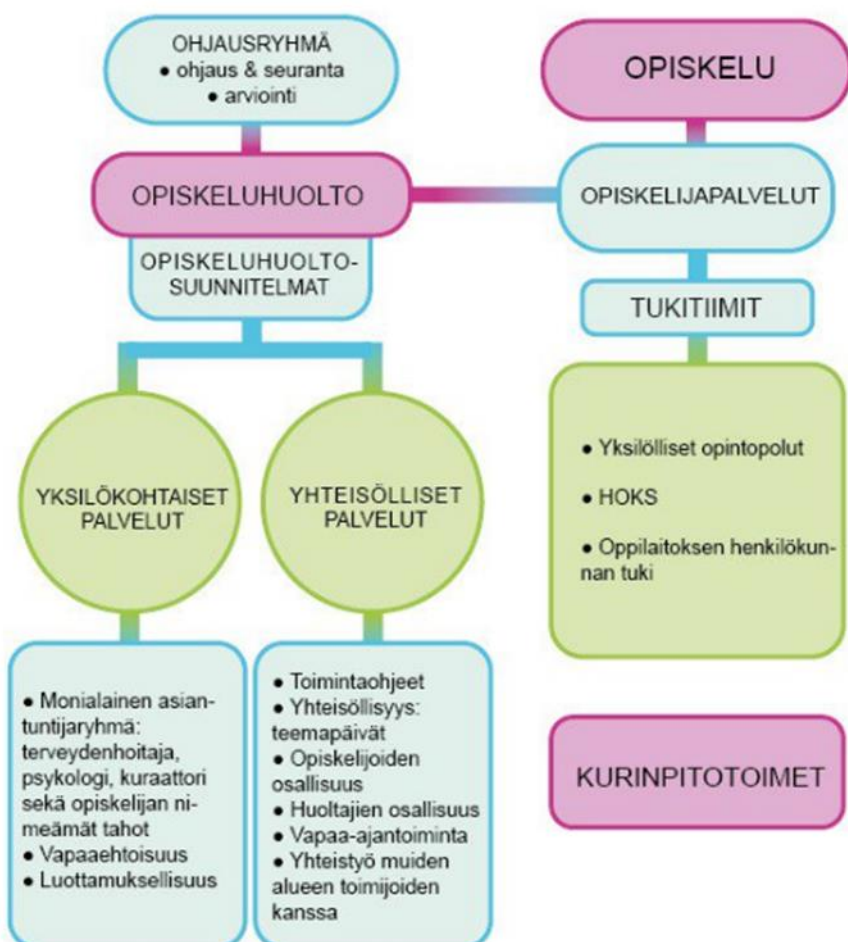 OHJAUSRYHMÄ
● ohjaus & seuranta
● arviointi
OPISKELU
OPISKELUHUOLTO
OPISKELIJAPALVELUT
OPISKELUHUOLTO-
SUUNNITELMAT
TUKITIIMIT
YKSILÖKOHTAISET
PALVELUT
YHTEISÖLLISET
PALVELUT
● Yksilölliset opintopolut
● HOKS
● Oppilaitoksen henkilökun-
nan tuki
● Monialainen asian-
tuntijaryhmä:
terveydenhoitaja,
psykologi, kuraattori
sekä opiskelijan ni-
meämät tahot
● Vapaaehtoisuus
● Luottamuksellisuus
● Toimintaohjeet
● Yhteisöllisyys:
teemapäivät
● Opiskelijoiden
osallisuus
● Huoltajien osallisuus
● Vapaa-ajantoiminta
● Yhteistyö muiden
alueen toimijoiden
kanssa
KURINPITOTOIMET